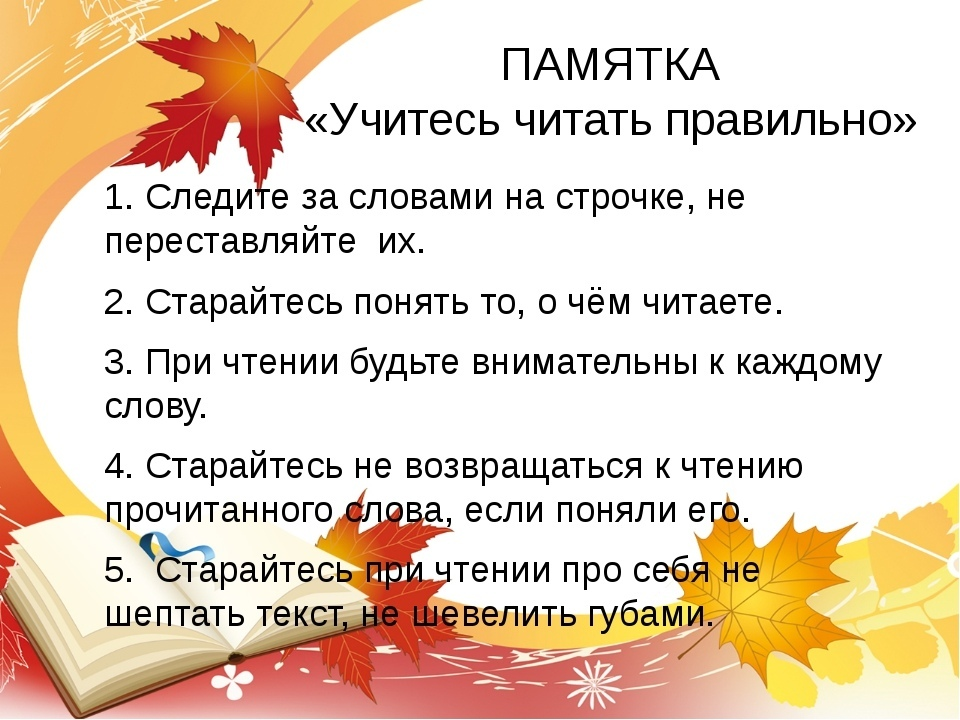 ПАМЯТКА
«Учитесь читать правильно»
1. Следите за словами на строчке, не
переставляйте  их.
2. Старайтесь понять то, о чём читаете.
3. При чтении будьте внимательны к каждому
слову.
4. Старайтесь не возвращаться к чтению
прочитанного слова, если поняли его.
5.  Старайтесь при чтении про себя не
шептать текст, не шевелить губами.